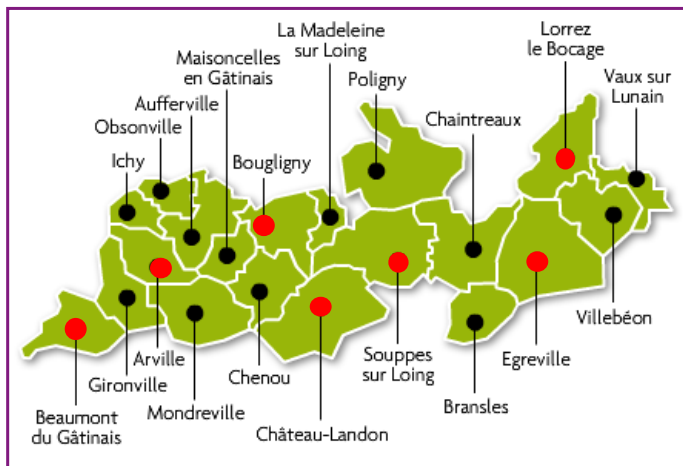 La Madeleine
sur Loing
Lorrez
le Bocage
Maisoncelles
en Gâtinais
Poligny
Vaux sur
Lunain
Aufferville
Chaintreaux
Obsonville
Ichy
Bougligny
Villebéon
Arville
Souppes
sur Loing
Egreville
Gironville
Chenou
Bransles
Beaumont
du Gâtinais
Mondreville
Château-Landon